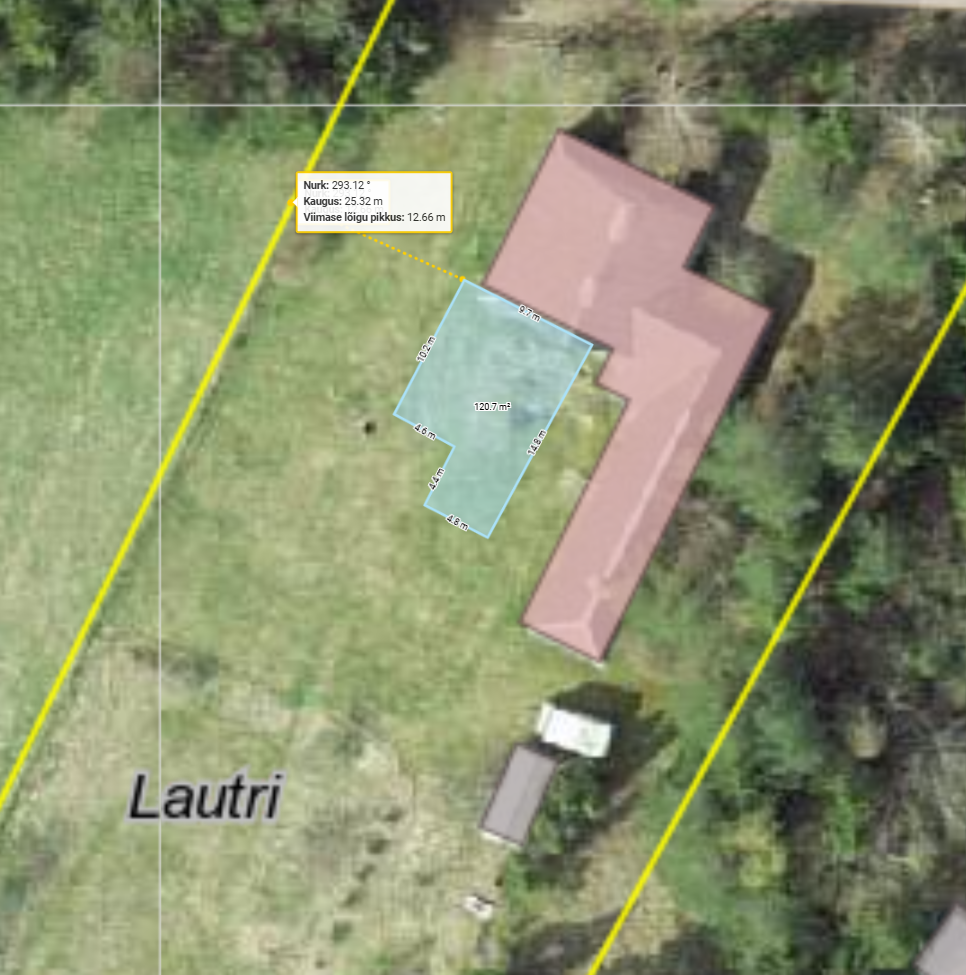 Nurk: 293.12 °
Kaugus: 25.32 m
Viimase lõigu pikkus: 12.66 m
9.7 m
10.2 m
120.7 m²
4.6 m
14.8 m
4.4 m
4.8 m
Lautri